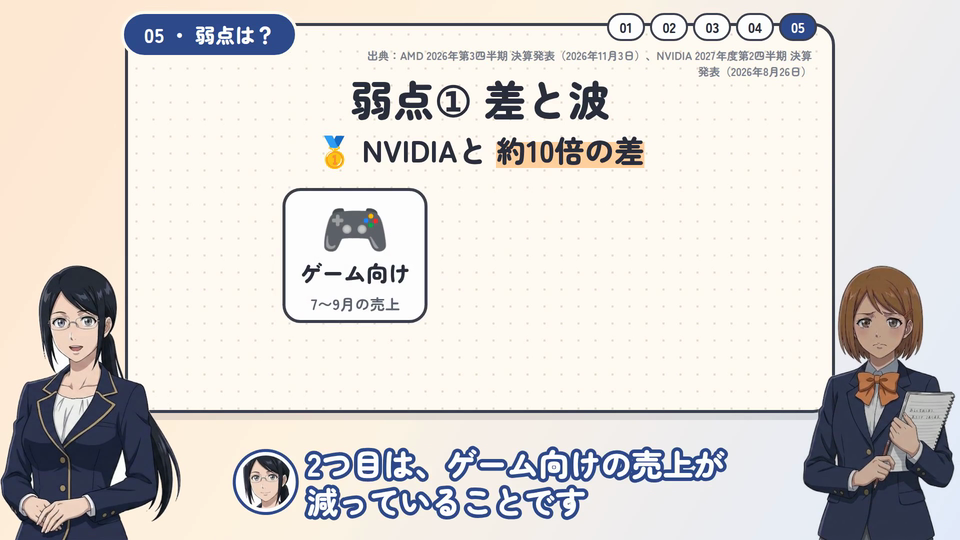 05・弱点は？
01 02 03 04 05
出典：AMD 2026年第3四半期 決算発表（2026年11月3日）、NVIDIA 2027年度第2四半期 決算
発表（2026年8月26日）
弱点① 差と波
NVIDIAと 約10倍の差
ゲーム向け
7〜9月の売上
2つ目は、ゲーム向けの売上が
減っていることです